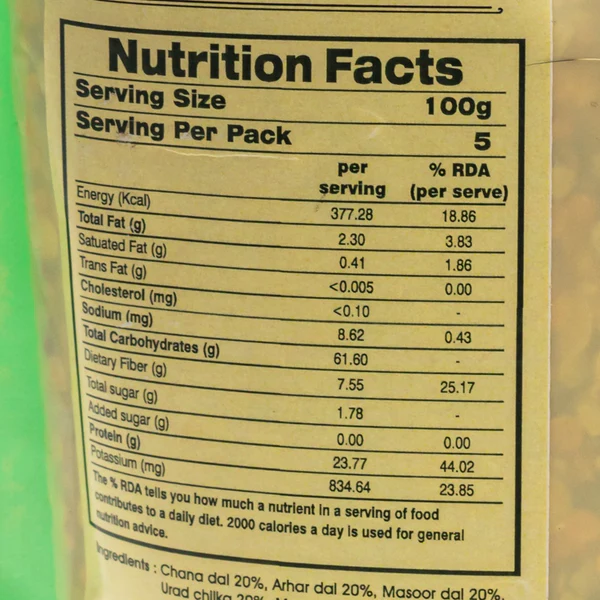 Nutrition Facts
Serving Size 100g
Serving Per Pack 5
per serving % RDA (per serve)
Energy (Kcal) 377.28 18.86
Total Fat (g) 2.30 3.83
Satuated Fat (g) 0.41 1.86
Trans Fat (g) <0.005 0.00
Cholesterol (mg) <0.10 -
Sodium (mg) 8.62 0.43
Total Carbohydrates (g) 61.60 -
Dietary Fiber (g) 7.55 25.17
Total sugar (g) 1.78 -
Added sugar (g) 0.00 0.00
Protein (g) 23.77 44.02
Potassium (mg) 834.64 23.85
The % RDA tells you how much a nutrient in a serving of food
contributes to a daily diet. 2000 calories a day is used for general
nutrition advice.
Ingredients : Chana dal 20%, Arhar dal 20%, Masoor dal 20%,
Urad chilka 20%,